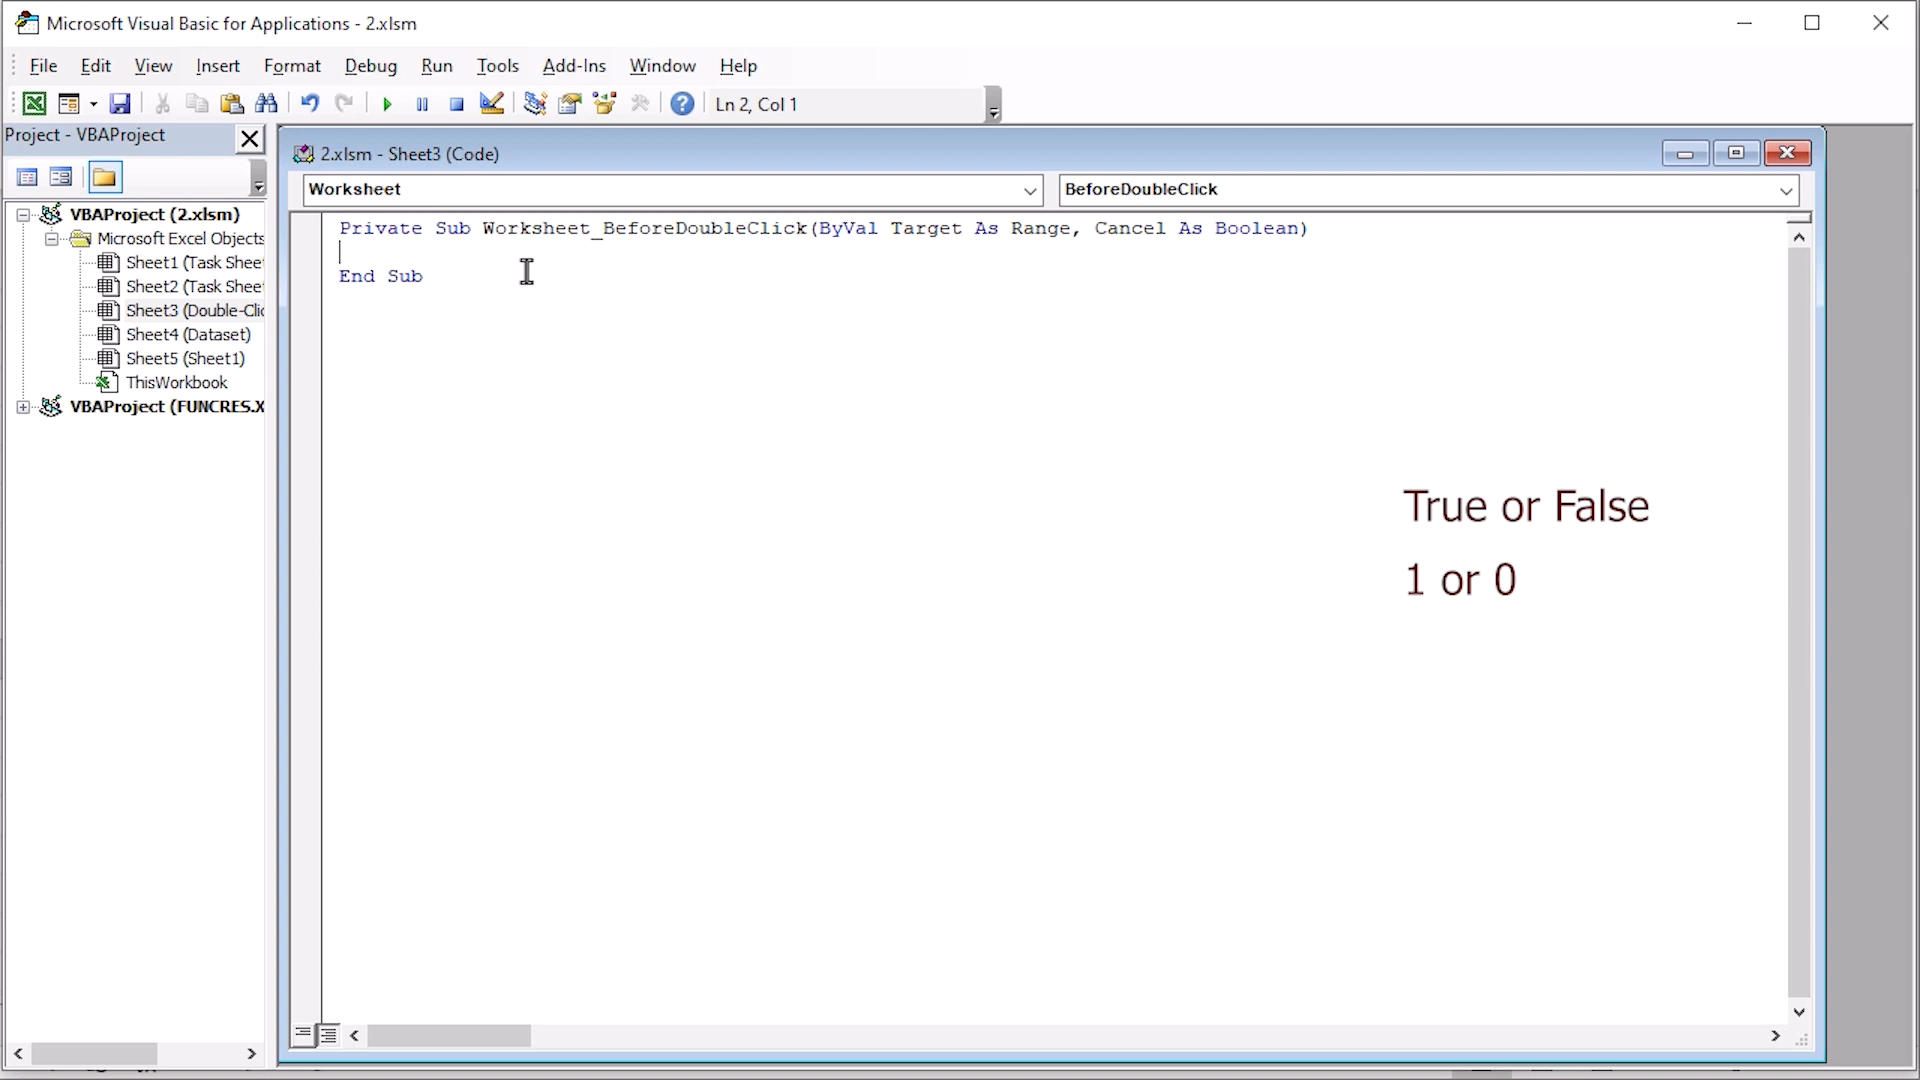 Microsoft Visual Basic for Applications - 2.xlsm
File Edit View Insert Format Debug Run Tools Add-Ins Window Help
Ln 2, Col 1
Project - VBAProject
VBAProject (2.xlsm)
Microsoft Excel Objects
Sheet1 (Task Shee
Sheet2 (Task Shee
Sheet3 (Double-Clic
Sheet4 (Dataset)
Sheet5 (Sheet1)
ThisWorkbook
VBAProject (FUNCRES.X
2.xlsm - Sheet3 (Code)
Worksheet
BeforeDoubleClick
Private Sub Worksheet_BeforeDoubleClick(ByVal Target As Range, Cancel As Boolean)
End Sub
True or False
1 or 0